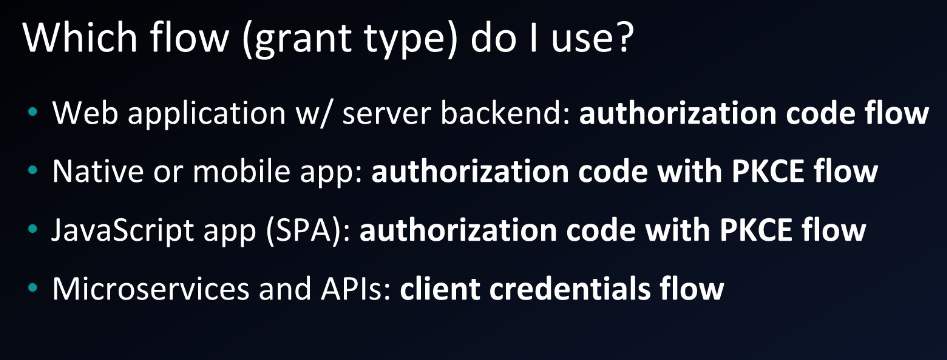 Which flow (grant type) do I use?
• Web application w/ server backend: authorization code flow
• Native or mobile app: authorization code with PKCE flow
• JavaScript app (SPA): authorization code with PKCE flow
• Microservices and APIs: client credentials flow